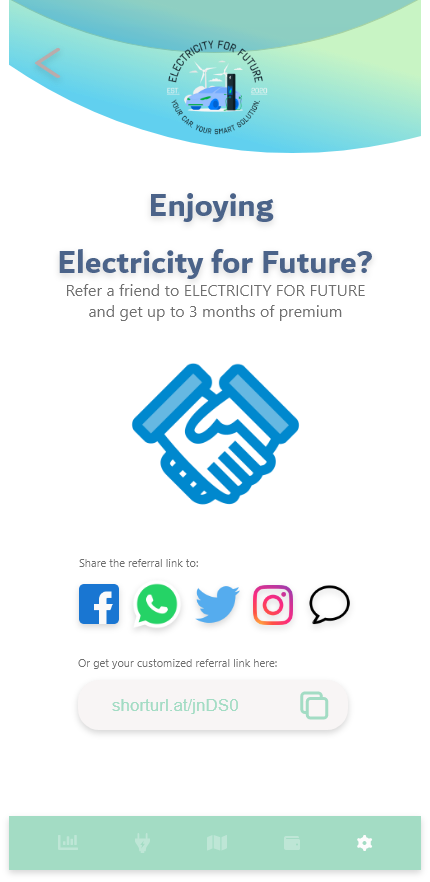 ELECTRICITY FOR FUTURE
EST. 2020
YOUR CAR, YOUR SMART SOLUTION.
Enjoying
Electricity for Future?
Refer a friend to ELECTRICITY FOR FUTURE
and get up to 3 months of premium
Share the referral link to:
Or get your customized referral link here:
shorturl.at/jnDS0